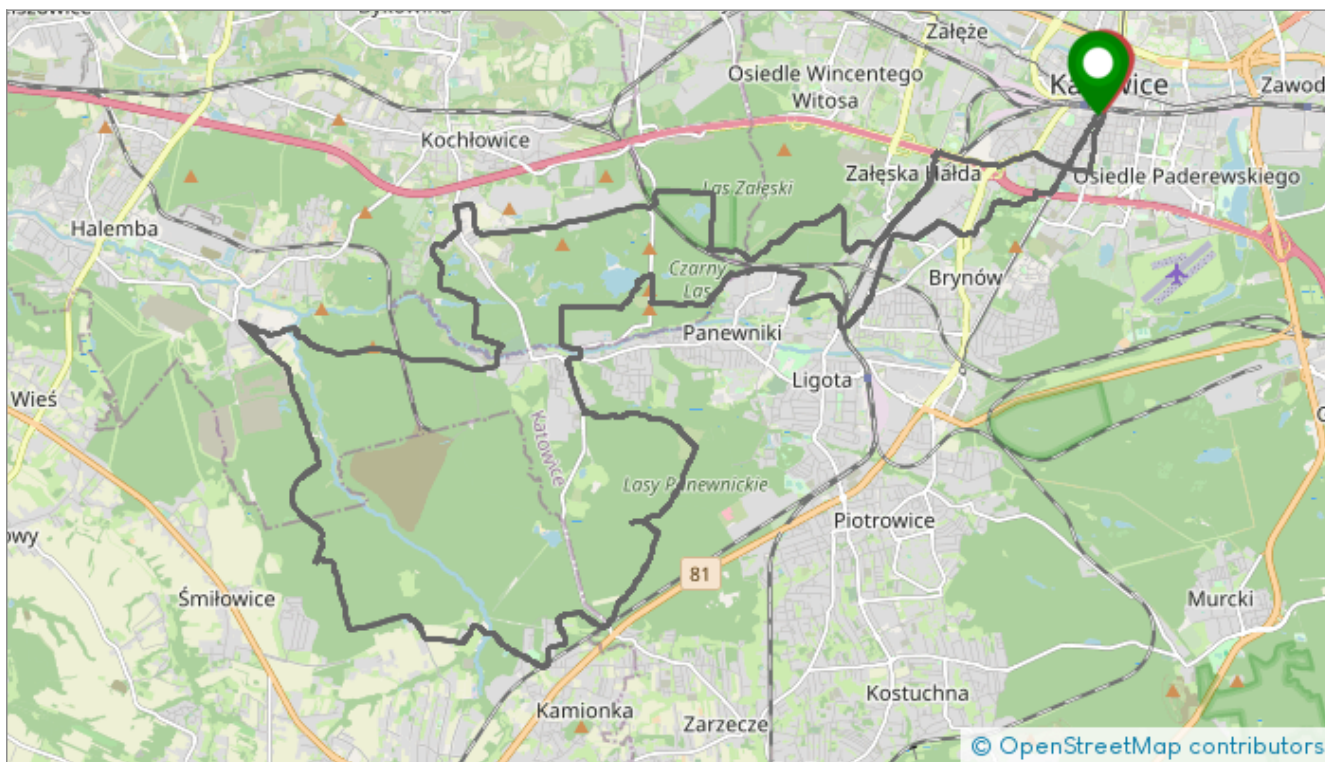 Załęże
Osiedle Wincentego
Witosa
Zawod
Kochłowice
Załęska Hałda
Osiedle Paderewskiego
Las Załęski
Halemba
Czarny
Las
Brynów
Panewniki
Ligota
Wieś
Katowice
Lasy Panewnickie
Piotrowice
owy
81
Śmiłowice
Murcki
Kostuchna
Kamionka
Zarzecze
© OpenStreetMap contributors